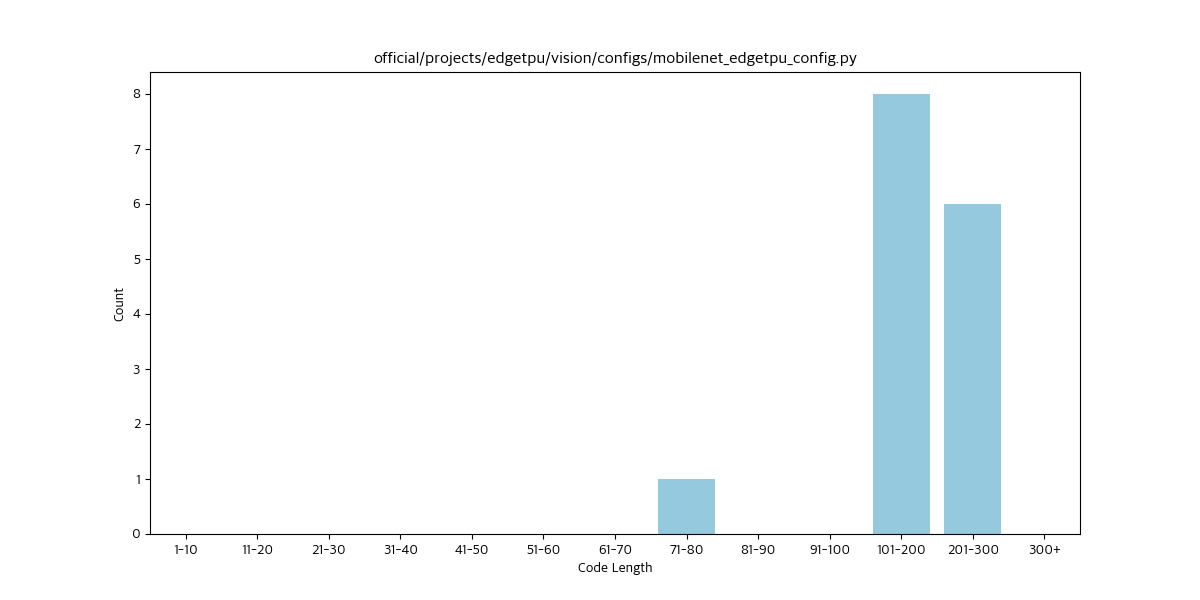 official/projects/edgetpu/vision/configs/mobilenet_edgetpu_config.py
8
7
6
5
4
3
2
1
0
Count
1-10 11-20 21-30 31-40 41-50 51-60 61-70 71-80 81-90 91-100 101-200 201-300 300+
Code Length